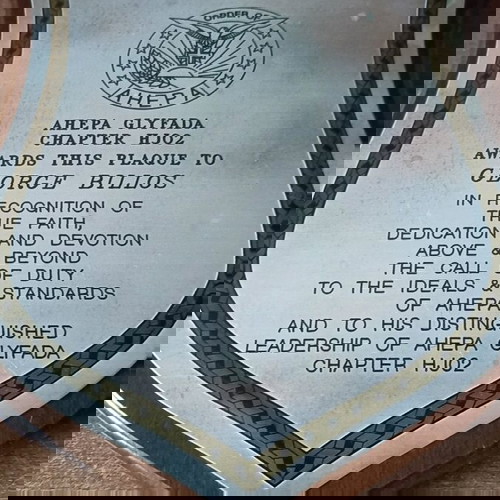 ORDER OF
AHEPA
AHEPA GLYFADA
CHAPTER HJ02
AWARDS THIS PLAQUE TO
GEORGE BILLOS
IN RECOGNITION OF
THE FAITH,
DEDICATION AND DEVOTION
ABOVE & BEYOND
THE CALL
OF DUTY
TO THE IDEALS & STANDARDS
OF AHEPA
AND TO HIS DISTINGUISHED
LEADERSHIP OF AHEPA GLYFADA
CHAPTER HJ02